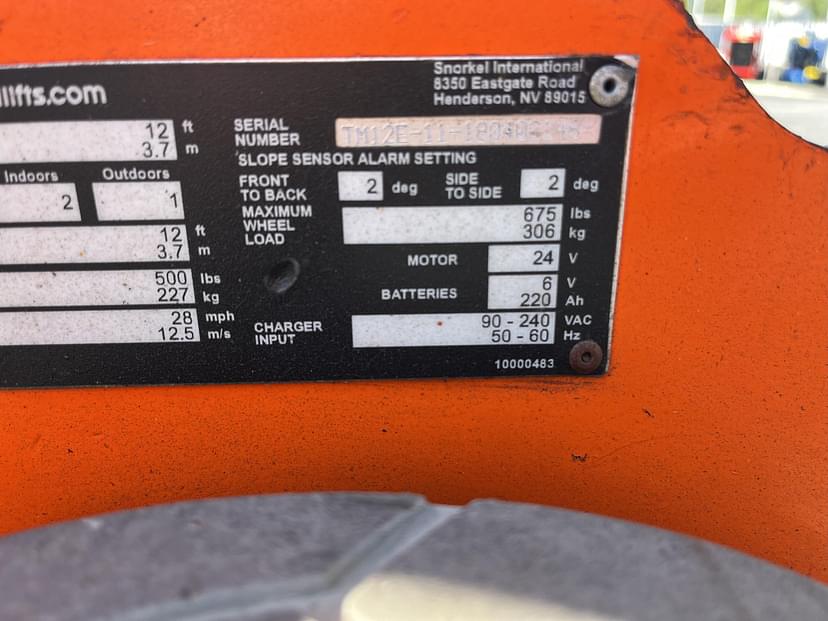 lifts.com
Snorkel International
8350 Eastgate Road
Henderson, NV 89015
12 ft
3.7 m
Indoors Outdoors
2 1
12 ft
3.7 m
500 lbs
227 kg
28 mph
12.5 m/s
SERIAL
NUMBER
SLOPE SENSOR ALARM SETTING
FRONT
TO BACK 2 deg
SIDE
TO SIDE 2 deg
MAXIMUM
WHEEL
LOAD
675 lbs
306 kg
MOTOR 24 V
BATTERIES
6 V
220 Ah
CHARGER
INPUT
90 - 240 VAC
50 - 60 Hz
10000483